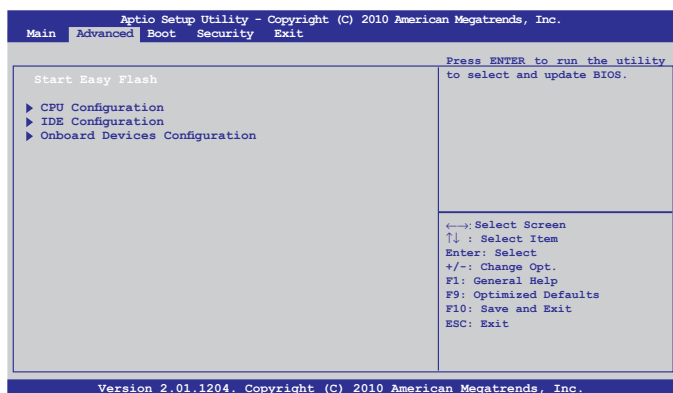 Aptio Setup Utility - Copyright (C) 2010 American Megatrends, Inc.
Main Advanced Boot Security Exit
Start Easy Flash
▶ CPU Configuration
▶ IDE Configuration
▶ Onboard Devices Configuration
Press ENTER to run the utility
to select and update BIOS.
←→: Select Screen
↑↓ : Select Item
Enter: Select
+/-: Change Opt.
F1: General Help
F9: Optimized Defaults
F10: Save and Exit
ESC: Exit
Version 2.01.1204. Copyright (C) 2010 American Megatrends, Inc.